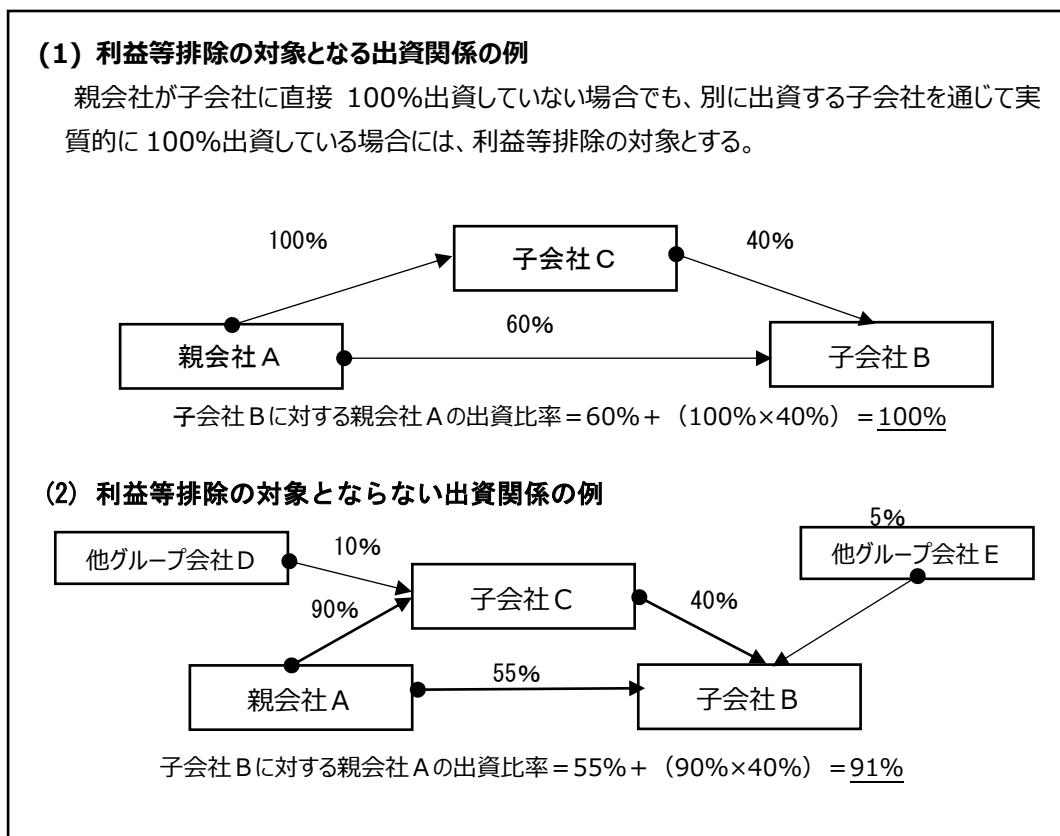 (1) 利益等排除の対象となる出資関係の例
親会社が子会社に直接 100%出資していない場合でも、別に出資する子会社を通じて実
質的に 100%出資している場合には、利益等排除の対象とする。
100%
子会社C
40%
60%
親会社A
子会社B
子会社Bに対する親会社Aの出資比率=60%+(100%×40%)=100%
(2) 利益等排除の対象とならない出資関係の例
5%
他グループ会社D
10%
他グループ会社E
子会社C
90%
40%
55%
親会社A
子会社B
子会社Bに対する親会社Aの出資比率=55%+(90%×40%)=91%